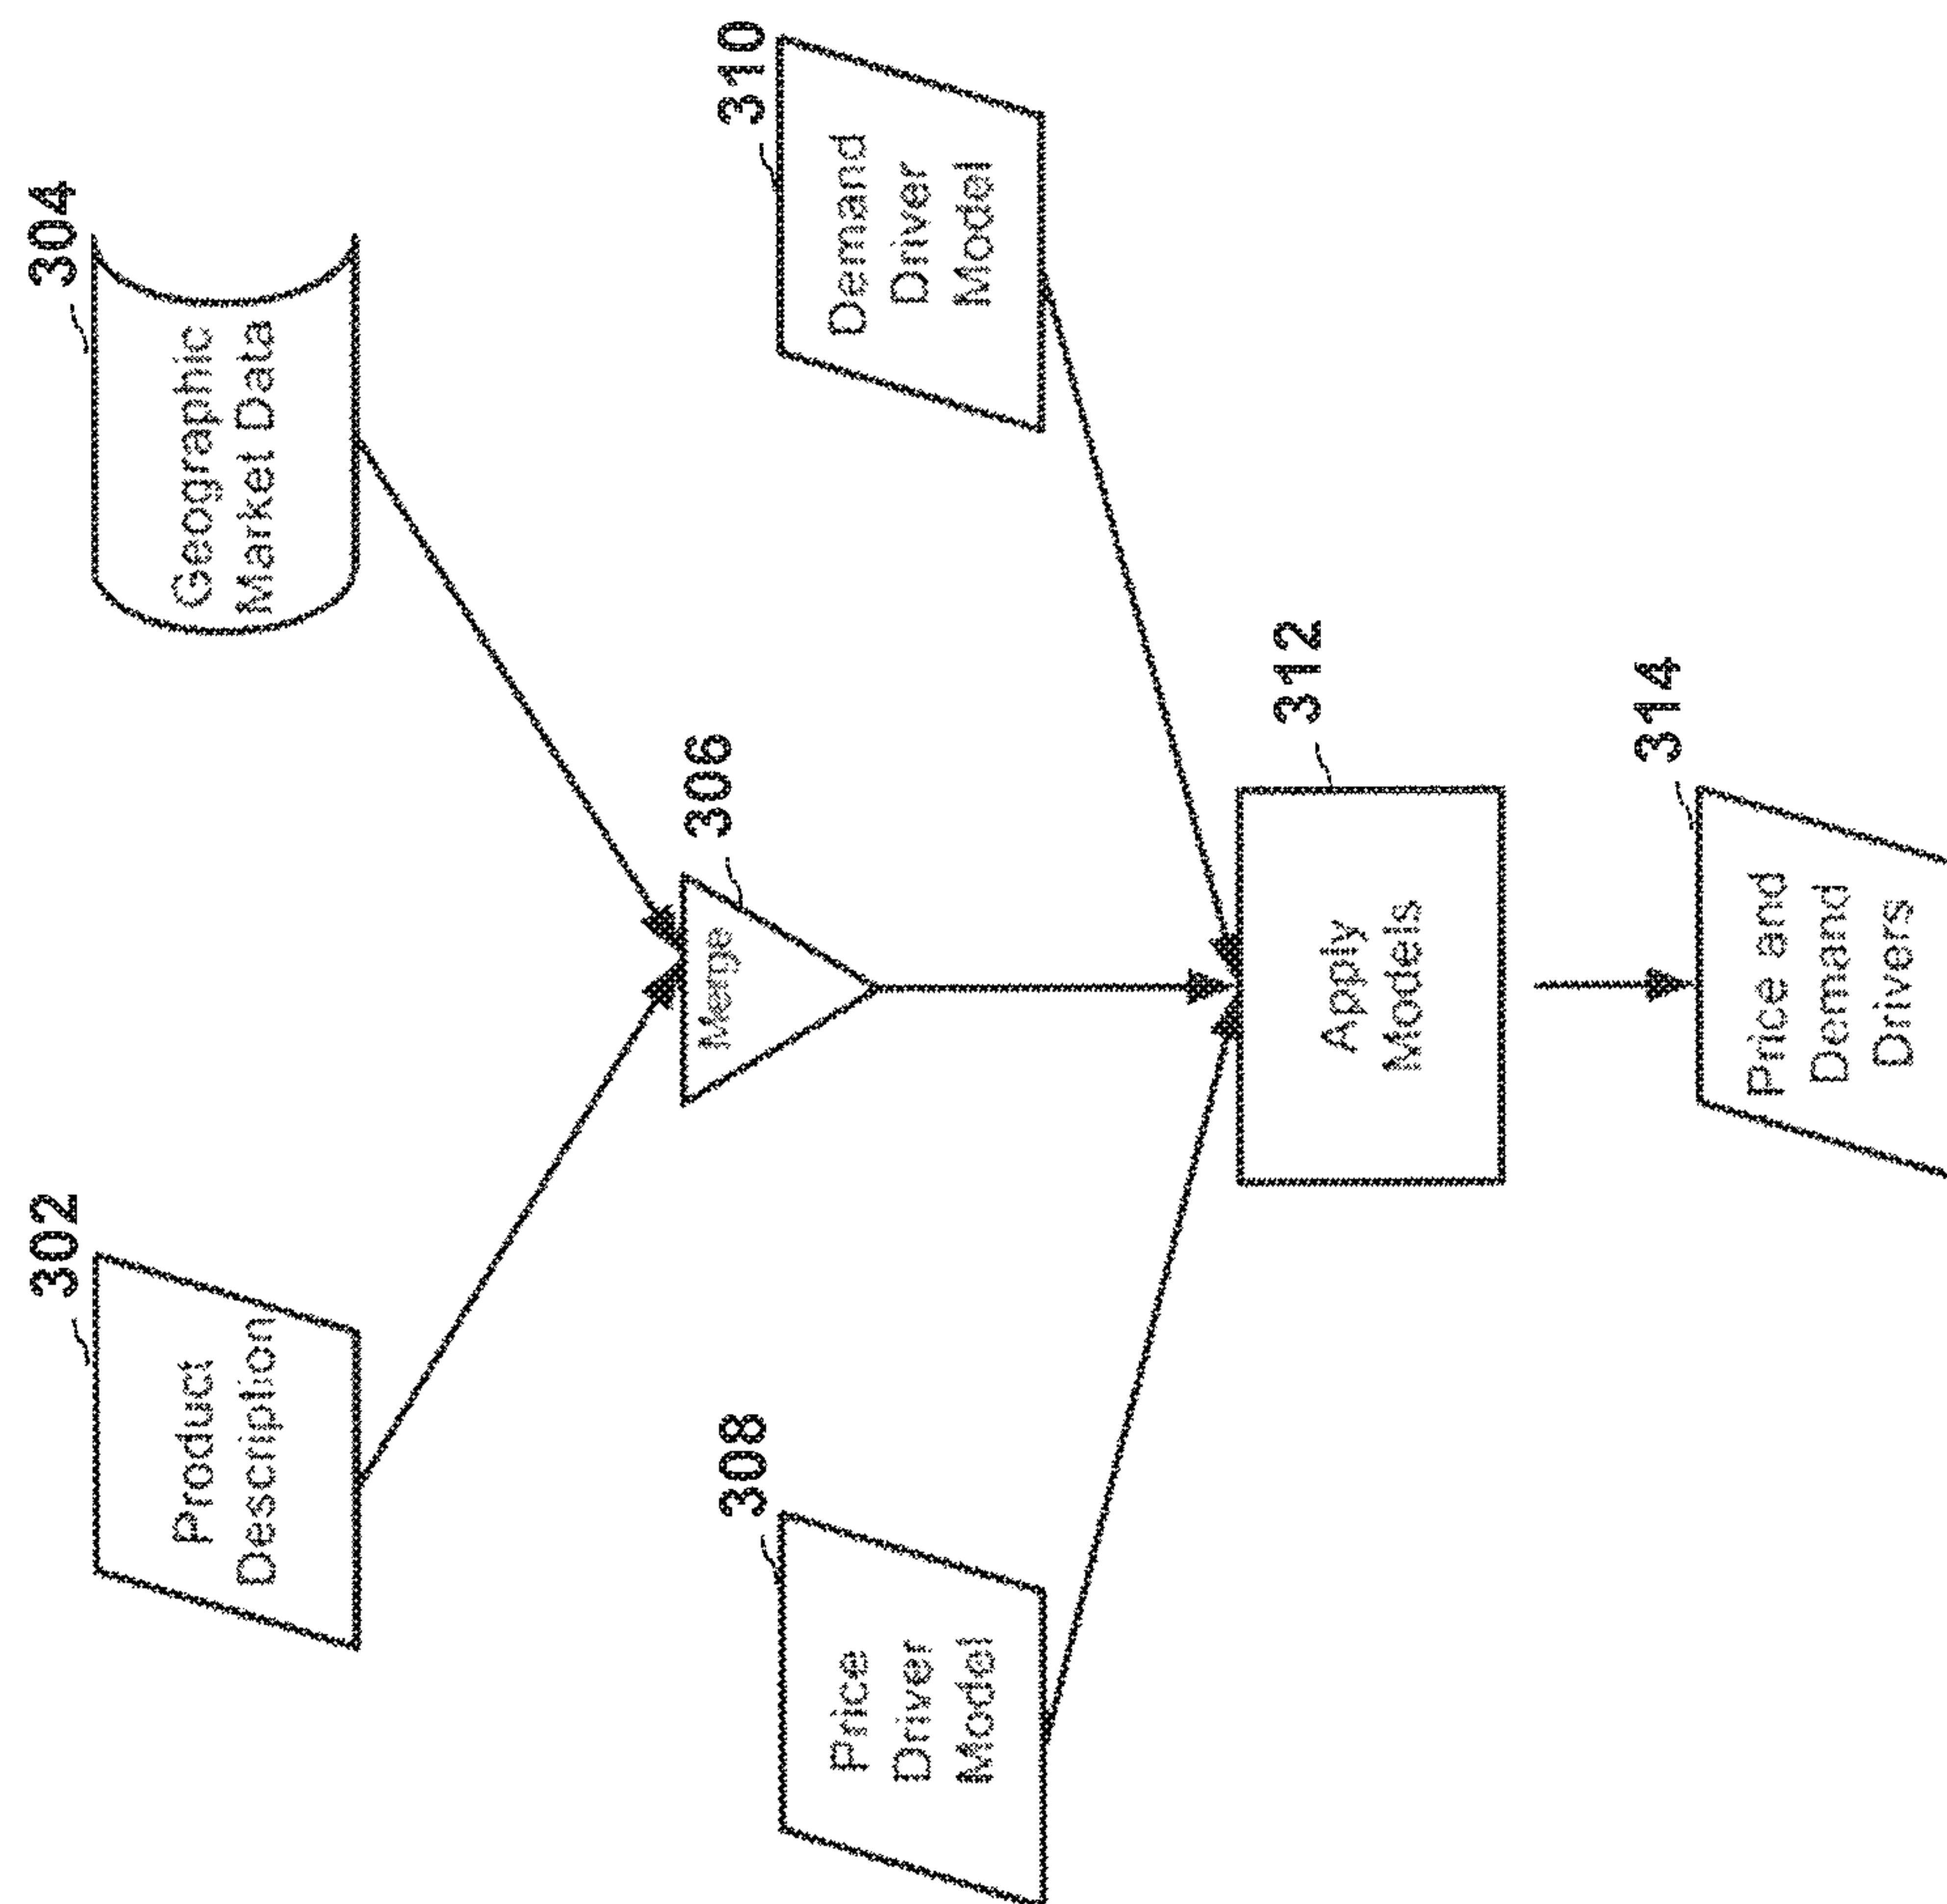 302
Product
Description
304
Geographic
Market Data
306
Merge
308
Price
Driver
Model
310
Demand
Driver
Model
312
Apply
Models
314
Price and
Demand
Drivers